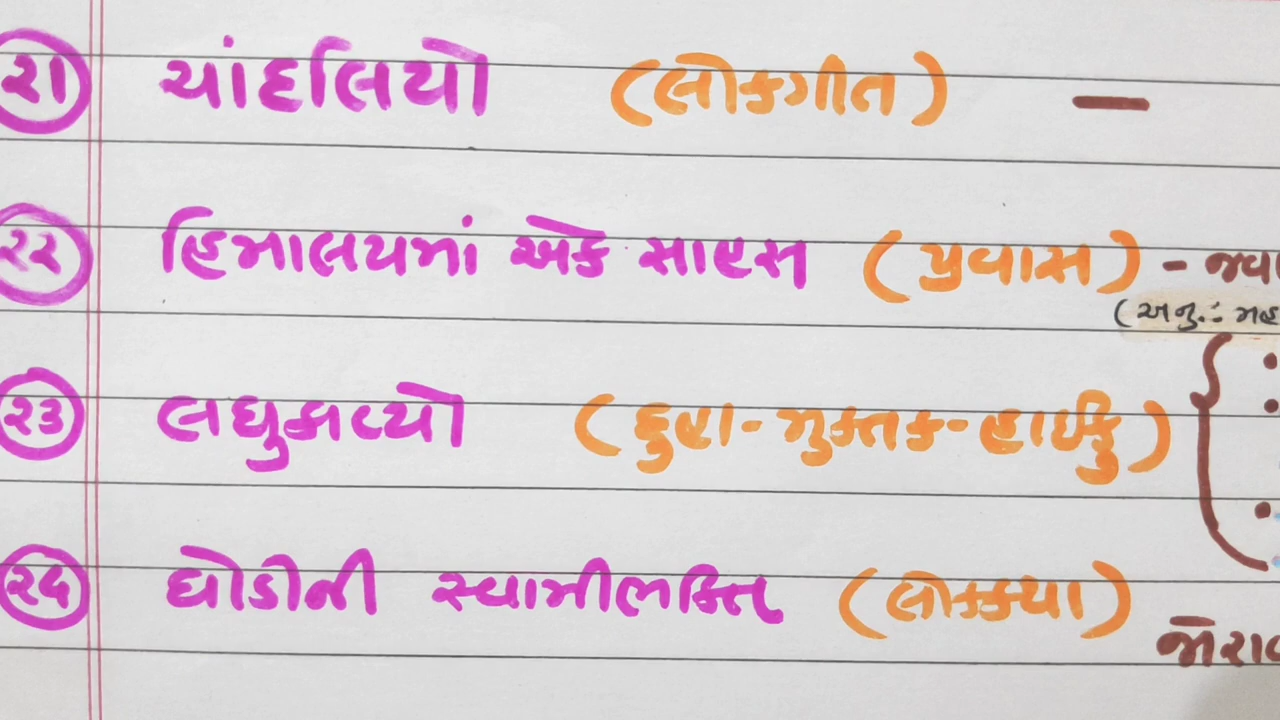 ૨૧ ચાંદલિયો (લોકગીત) –
૨૨ હિમાલયમાં એક સાહસ (પ્રવાસ) -
(અનુ.:
૨૩ લઘુકાવ્યો (દુહા-મુક્તક-હાઈકુ)
૨૪ ઘોડીની સ્વામીભક્તિ (લોકકથા)